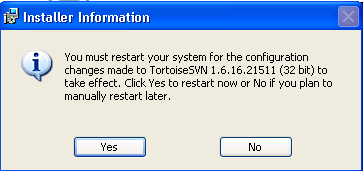 Installer Information
You must restart your system for the configuration
changes made to TortoiseSVN 1.6.16.21511 (32 bit) to
take effect. Click Yes to restart now or No if you plan to
manually restart later.
Yes
No